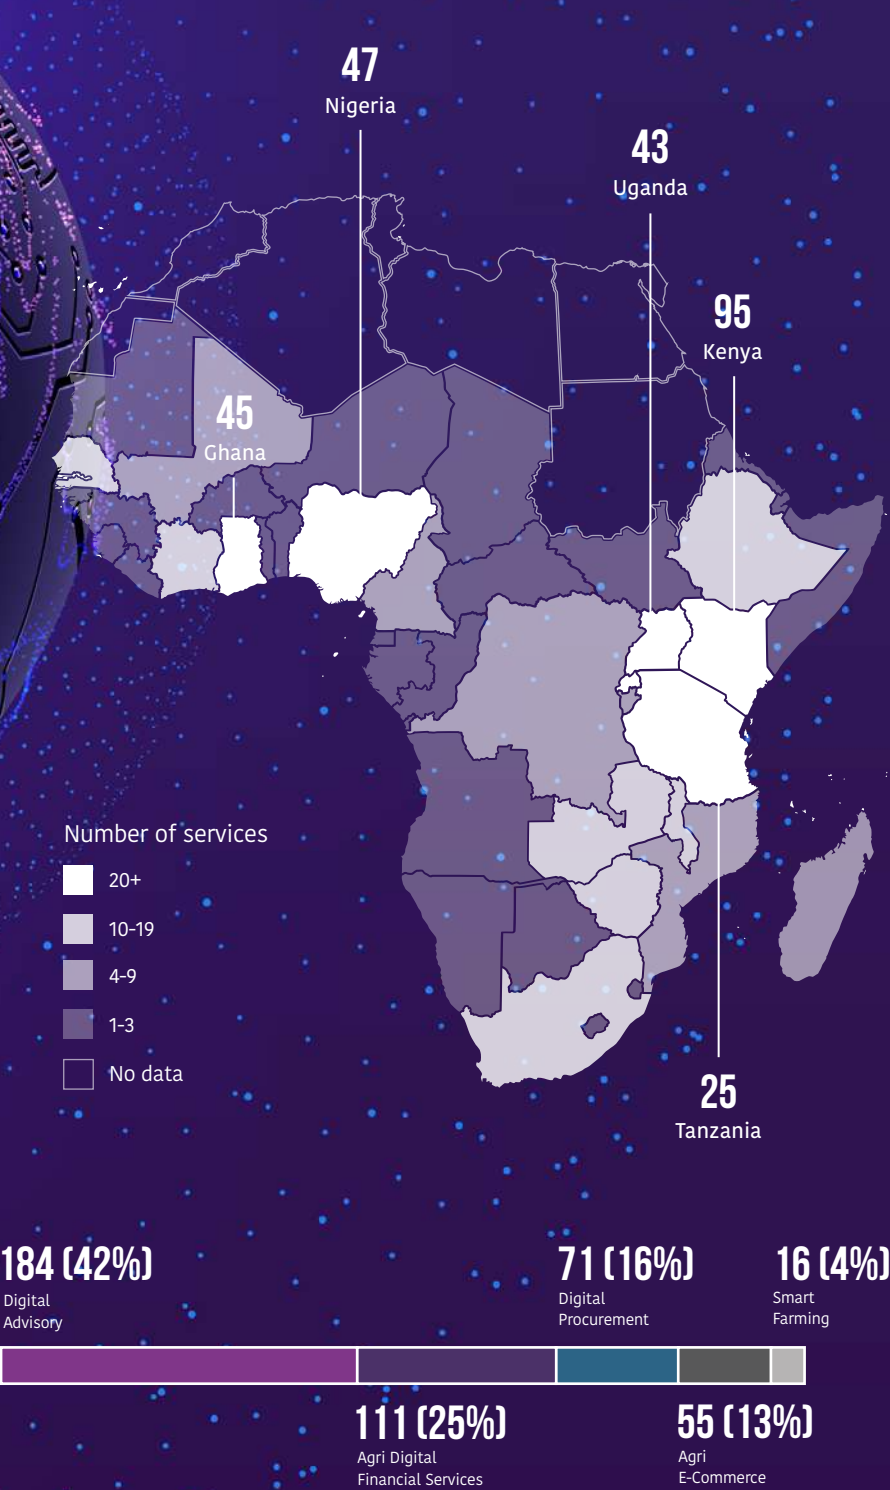 47
Nigeria
43
Uganda
95
Kenya
45
Ghana
Number of services
20+
10-19
4-9
1-3
No data
25
Tanzania
184 (42%)
Digital
Advisory
71 (16%)
Digital
Procurement
16 (4%)
Smart
Farming
111 (25%)
Agri Digital
Financial Services
55 (13%)
Agri
E-Commerce